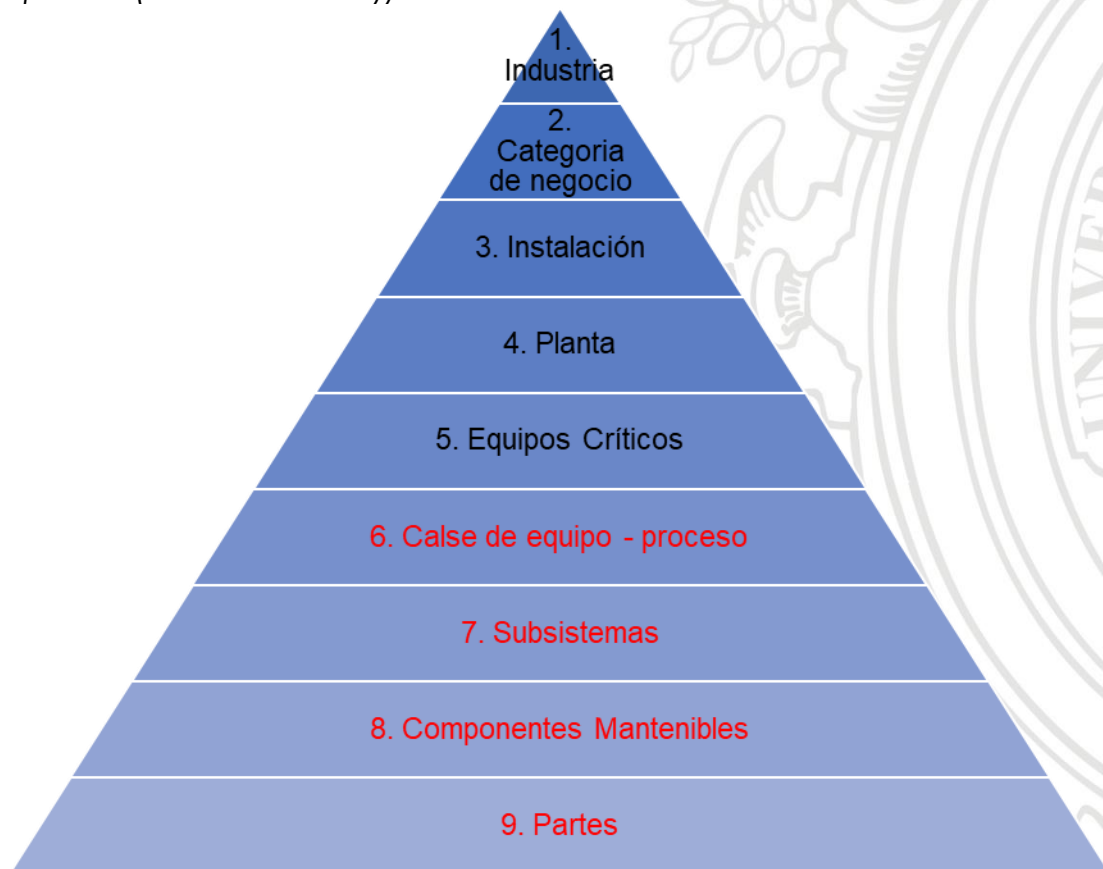 1.
Industria
2.
Categoria
de negocio
3. Instalación
4. Planta
5. Equipos Críticos
6. Calse de equipo - proceso
7. Subsistemas
8. Componentes Mantenibles
9. Partes
UNIVER